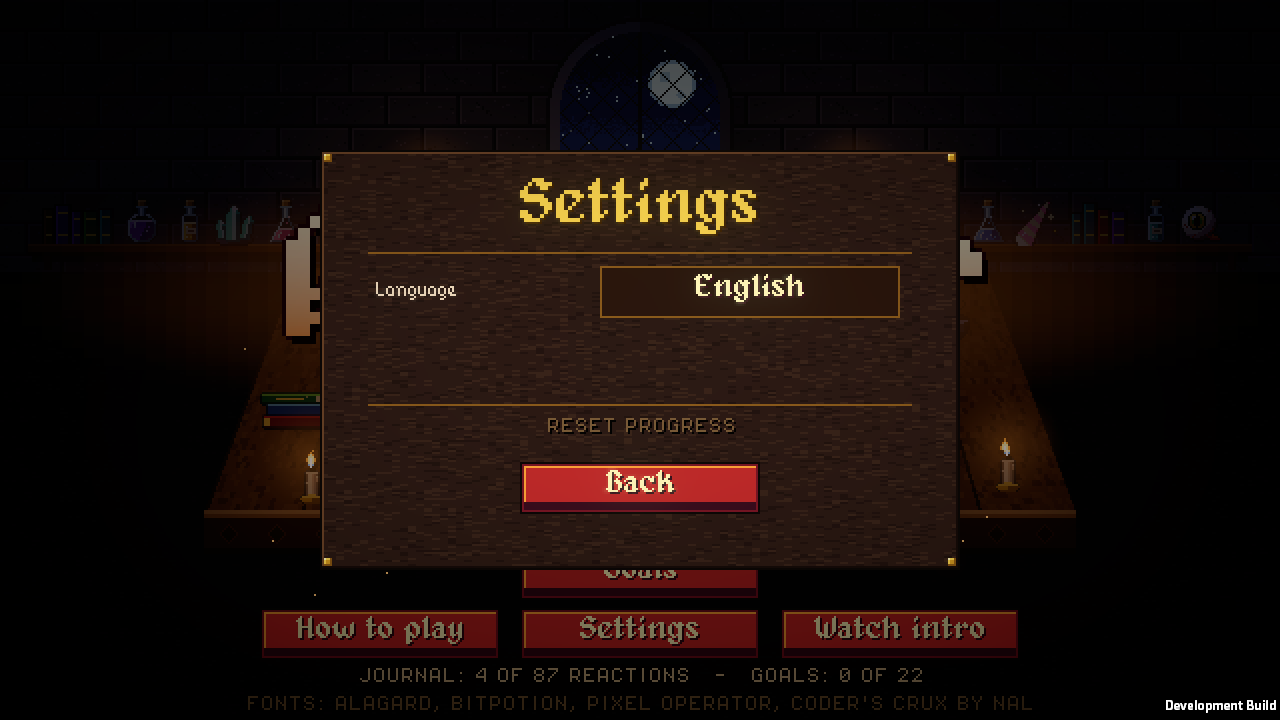 Settings
Language
English
RESET PROGRESS
Back
Goals
How to play
Settings
Watch intro
JOURNAL: 4 OF 87 REACTIONS - GOALS: 0 OF 22
FONTS: ALAGARD, BITPOTION, PIXEL OPERATOR, CODER'S CRUX BY NAL
Development Build